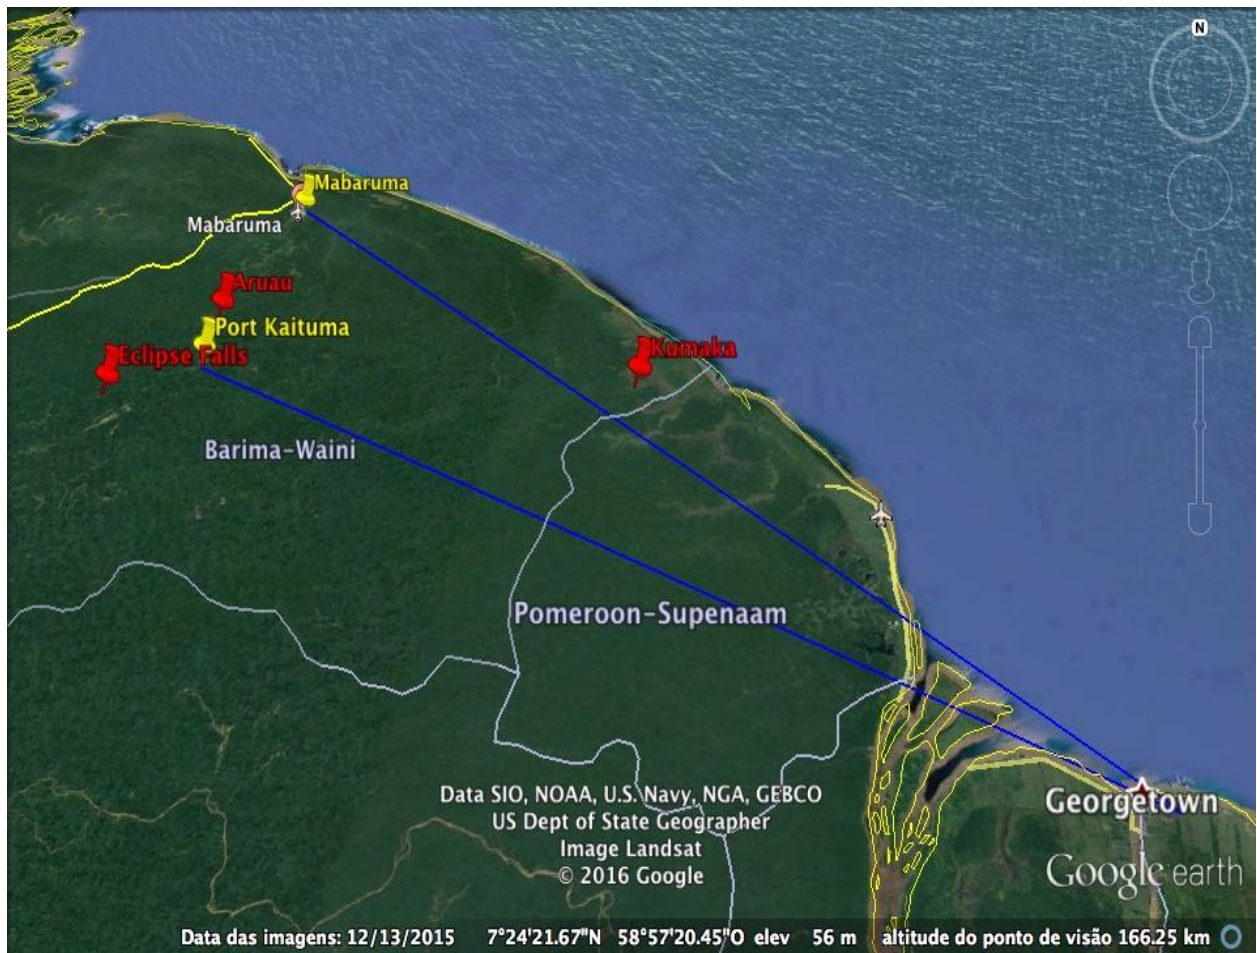 N
Mabaruma
Mabaruma
Aruau
Port Kaituma
Eclipse Falls
Kumaka
Barima-Waini
Pomeroon-Supenaam
Data SIO, NOAA, U.S. Navy, NGA, GEBCO
US Dept of State Geographer
Image Landsat
© 2016 Google
Georgetown
Google earth
Data das imagens: 12/13/2015 7°24'21.67"N 58°57'20.45"O elev 56 m altitude do ponto de visão 166.25 km